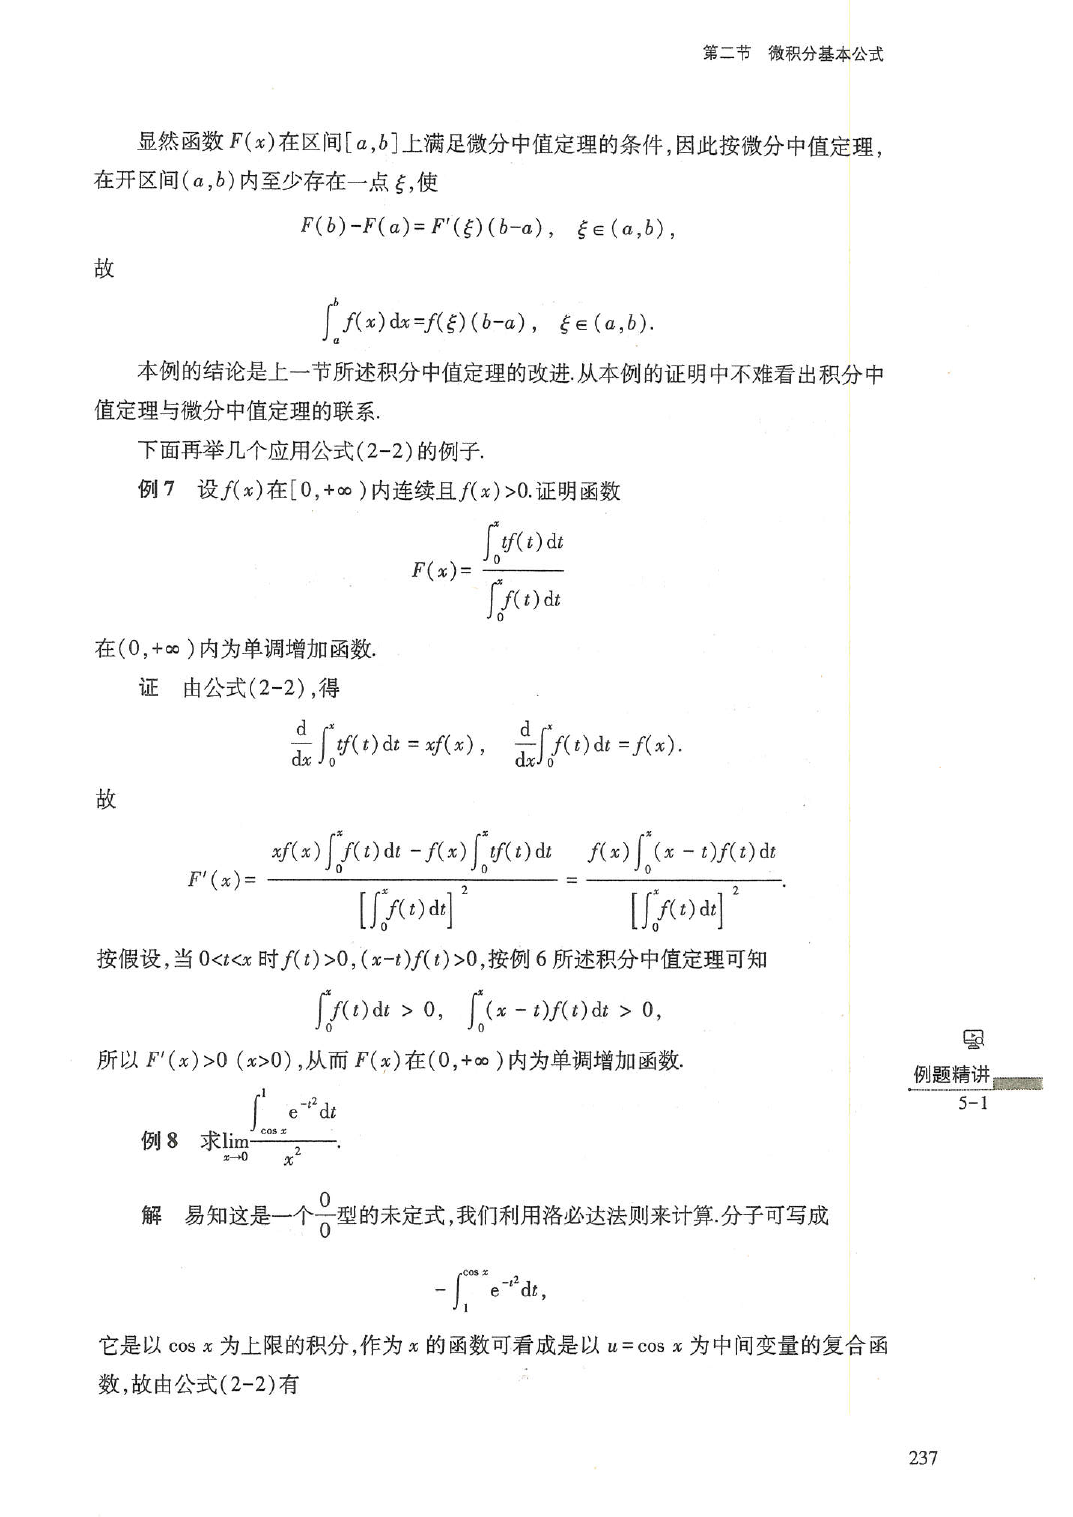 第二节 微积分基本公式
显然函数 F(x)在区间[a,b]上满足微分中值定理的条件,因此按微分中值定理,
在开区间(a,b)内至少存在一点 ξ,使
F(b)-F(a)=F'(ξ)(b-a), ξ∈(a,b),
故
∫_a^b f(x)dx=f(ξ)(b-a), ξ∈(a,b).
本例的结论是上一节所述积分中值定理的改进.从本例的证明中不难看出积分中
值定理与微分中值定理的联系.
下面再举几个应用公式(2-2)的例子.
例 7 设 f(x)在[0,+∞)内连续且 f(x)>0.证明函数
F(x)= ∫_0^x tf(t)dt / ∫_0^x f(t)dt
在(0,+∞)内为单调增加函数.
证 由公式(2-2),得
d/dx ∫_0^x tf(t)dt = xf(x), d/dx ∫_0^x f(t)dt = f(x).
故
F'(x)= (xf(x)∫_0^x f(t)dt - f(x)∫_0^x tf(t)dt) / [∫_0^x f(t)dt]^2 = f(x)∫_0^x (x - t)f(t)dt / [∫_0^x f(t)dt]^2.
按假设,当 0<t<x 时 f(t)>0,(x-t)f(t)>0,按例 6 所述积分中值定理可知
∫_0^x f(t)dt > 0, ∫_0^x (x - t)f(t)dt > 0,
所以 F'(x)>0 (x>0),从而 F(x)在(0,+∞)内为单调增加函数.
例题精讲
5-1
例 8 求 lim_{x→0} ∫_{cos x}^1 e^{-t^2}dt / x^2.
解 易知这是一个 0/0 型的未定式,我们利用洛必达法则来计算.分子可写成
-∫_1^{cos x} e^{-t^2}dt,
它是以 cos x 为上限的积分,作为 x 的函数可看成是以 u=cos x 为中间变量的复合函
数,故由公式(2-2)有
237